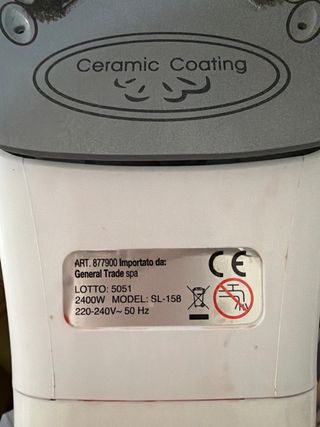 Ceramic Coating
ART. 877900 Importato da:
General Trade spa
LOTTO: 5051
2400W MODEL: SL-158
220-240V~ 50 Hz
CE